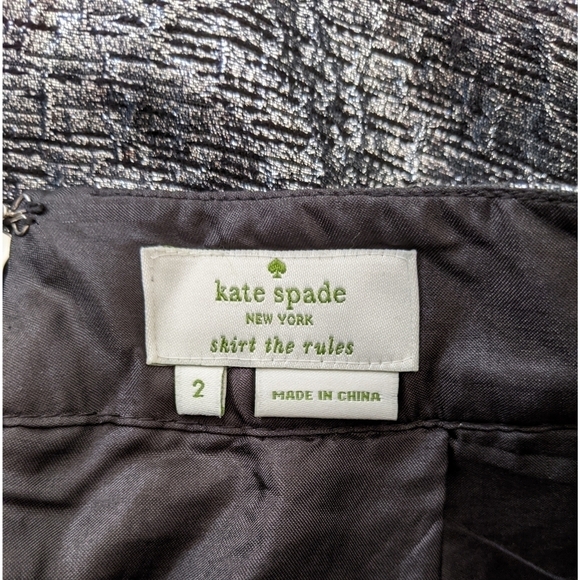 kate spade
NEW YORK
skirt the rules
2
MADE IN CHINA